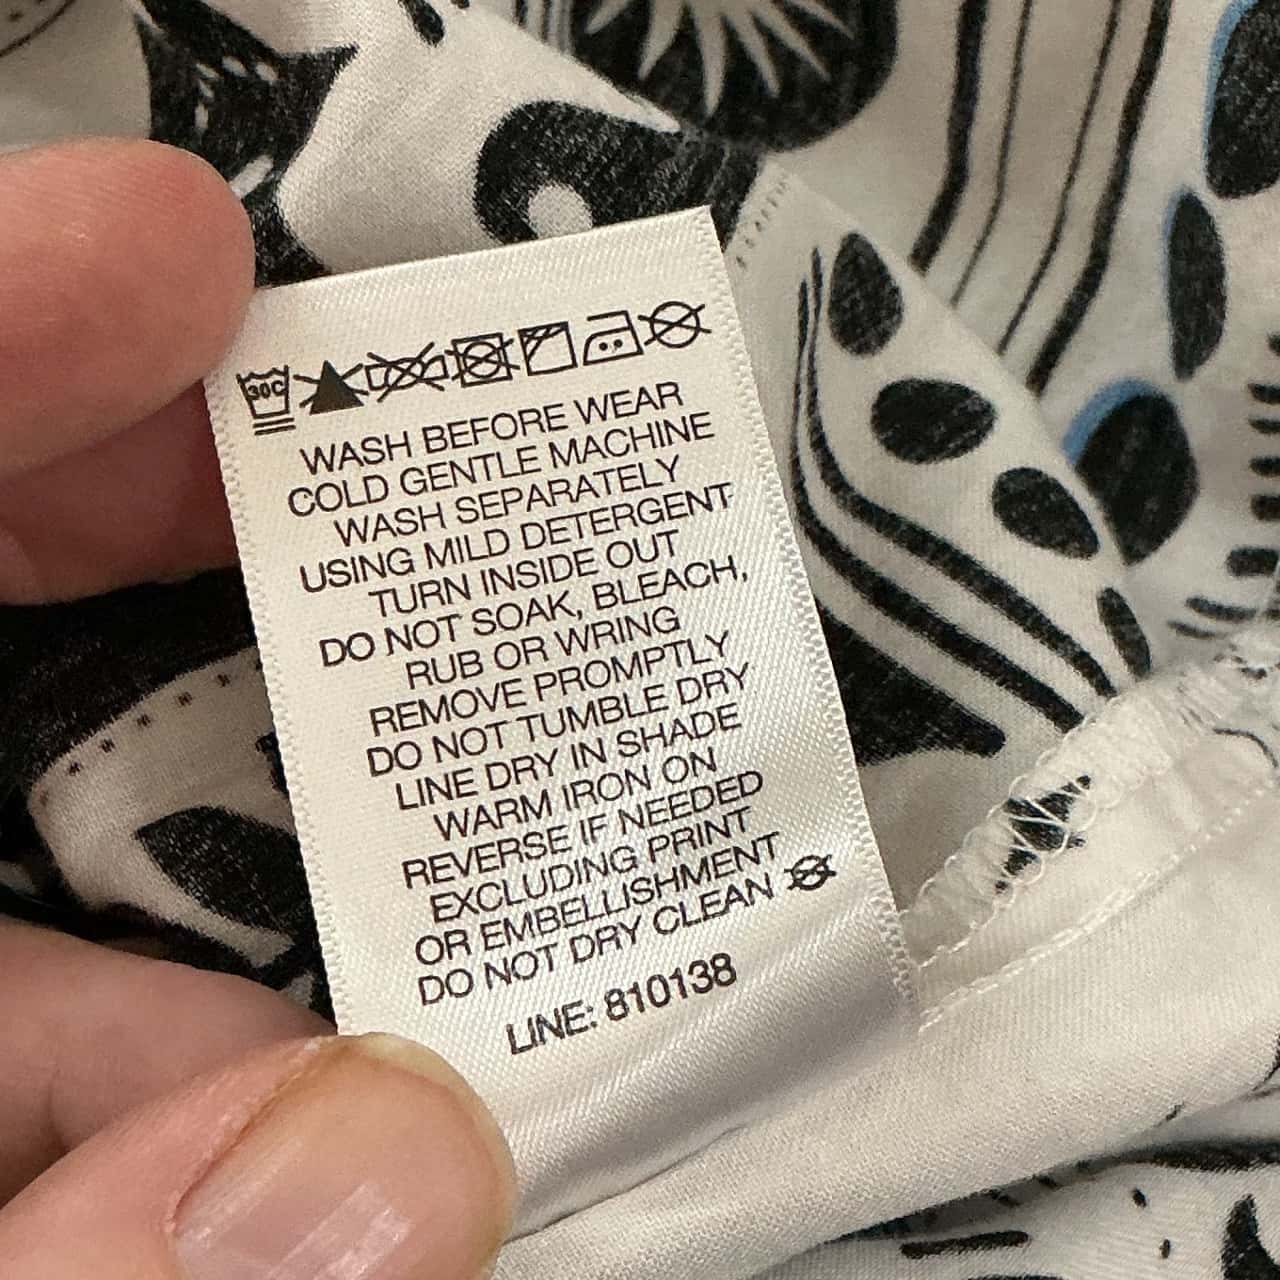 30C
WASH BEFORE WEAR
COLD GENTLE MACHINE
WASH SEPARATELY
USING MILD DETERGENT
TURN INSIDE OUT
DO NOT SOAK, BLEACH,
RUB OR WRING
REMOVE PROMPTLY
DO NOT TUMBLE DRY
LINE DRY IN SHADE
WARM IRON ON
REVERSE IF NEEDED
EXCLUDING PRINT
OR EMBELLISHMENT
DO NOT DRY CLEAN
LINE: 810138